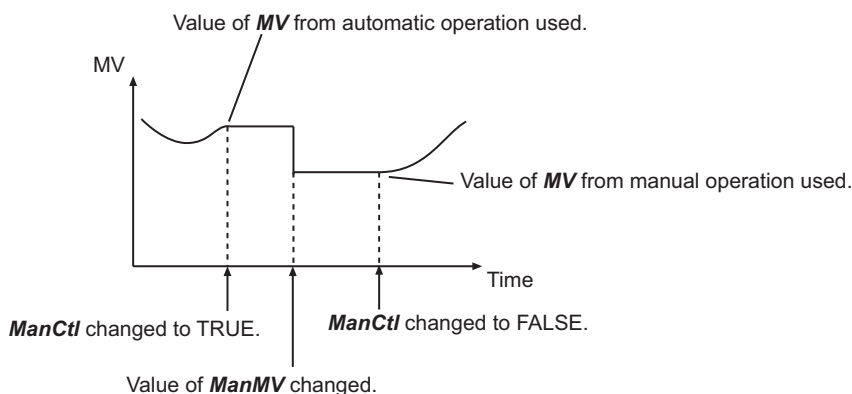 Value of MV from automatic operation used.
MV
Value of MV from manual operation used.
Time
ManCtl changed to TRUE.
ManCtl changed to FALSE.
Value of ManMV changed.